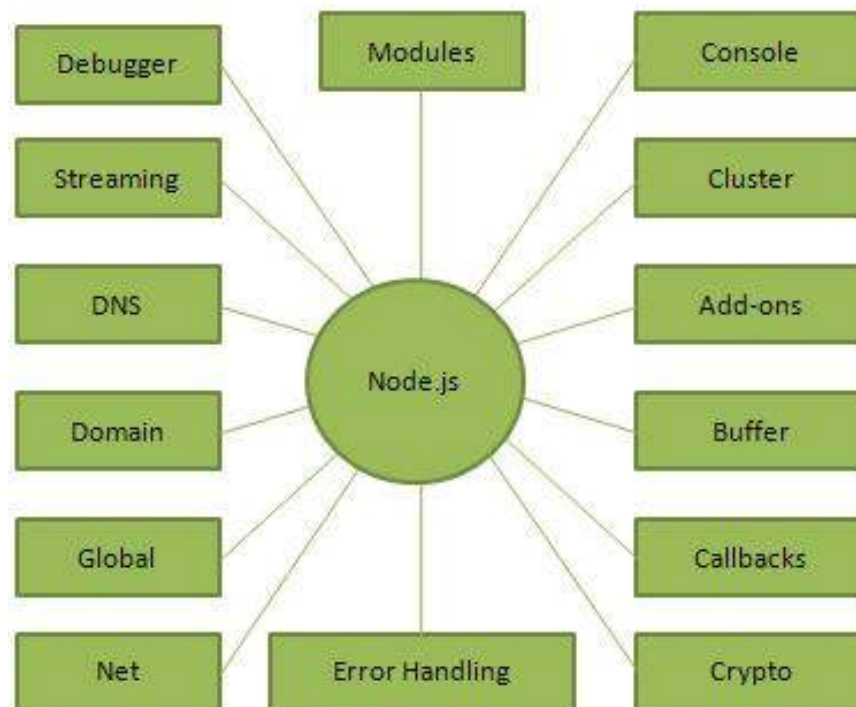 Debugger
Modules
Console
Streaming
Cluster
DNS
Add-ons
Node.js
Domain
Buffer
Global
Callbacks
Net
Error Handling
Crypto